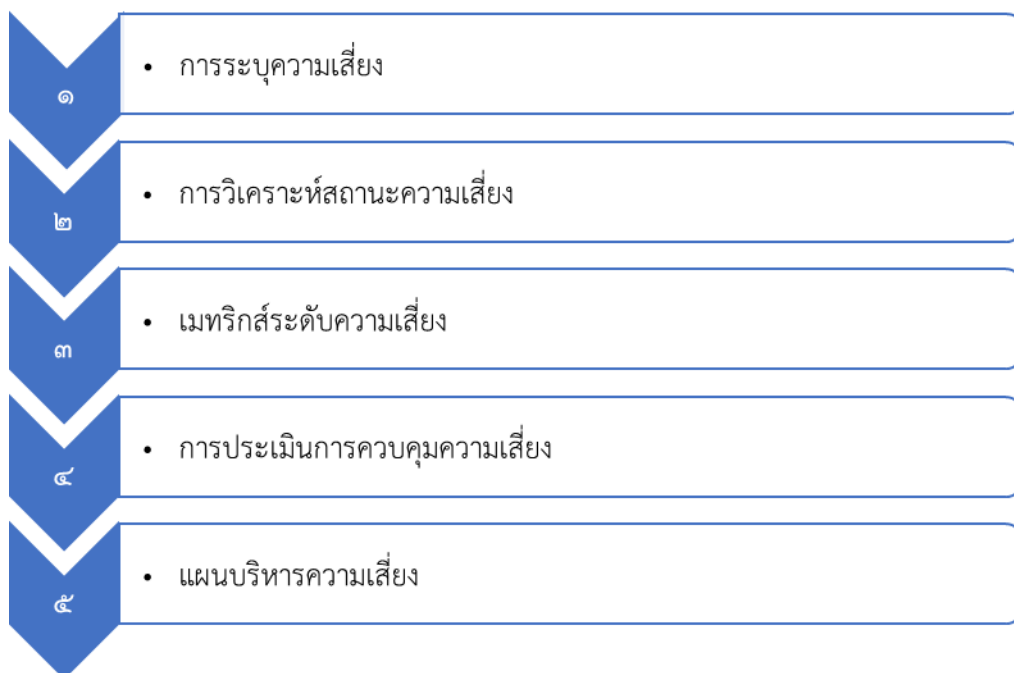 ๑
• การระบุความเสี่ยง
๒
• การวิเคราะห์สถานะความเสี่ยง
๓
• เมทริกส์ระดับความเสี่ยง
๔
• การประเมินการควบคุมความเสี่ยง
๕
• แผนบริหารความเสี่ยง